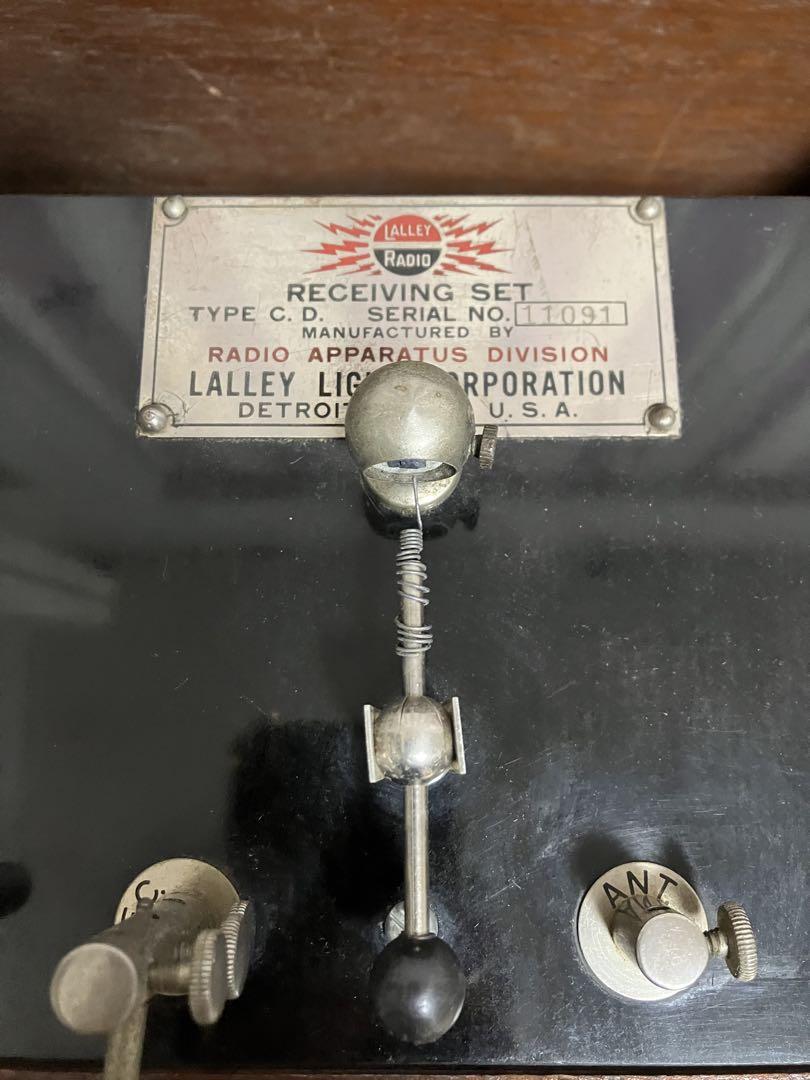 LALLEY
RADIO
RECEIVING SET
TYPE C. D. SERIAL NO. 11091
MANUFACTURED BY
RADIO APPARATUS DIVISION
LALLEY LIG ORPORATION
DETROIT U. S. A.
ANT